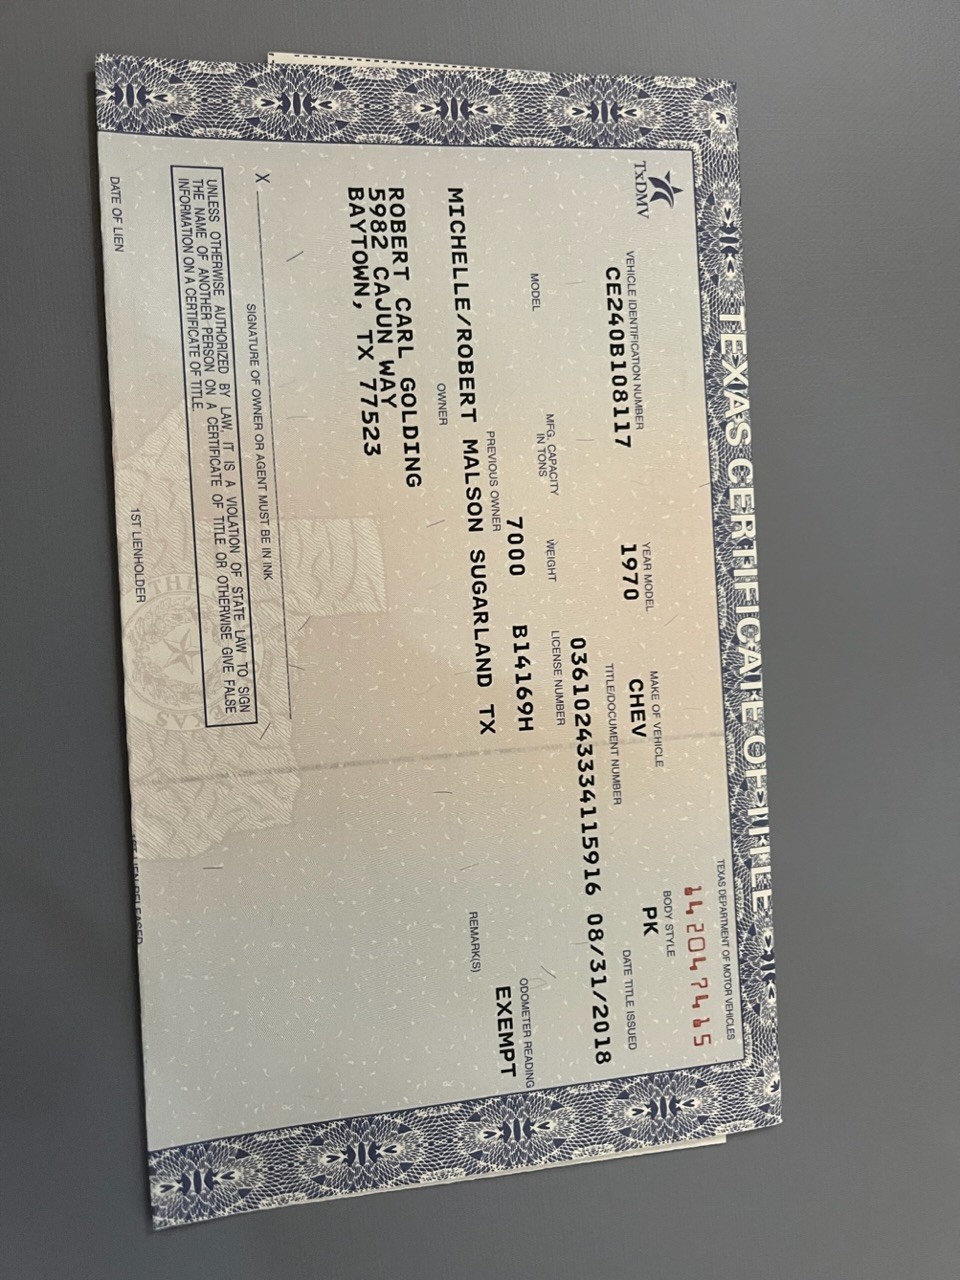 TEXAS CERTIFICATE OF TITLE
TxDMV
TEXAS DEPARTMENT OF MOTOR VEHICLES
14204797415
VEHICLE IDENTIFICATION NUMBER
YEAR MODEL
MAKE OF VEHICLE
BODY STYLE
CE240B108117
1970
CHEV
PK
TITLE/DOCUMENT NUMBER
DATE TITLE ISSUED
03610243334115916
08/31/2018
MODEL
MFG. CAPACITY
IN TONS
WEIGHT
LICENSE NUMBER
ODOMETER READING
7000
B14169H
EXEMPT
PREVIOUS OWNER
REMARK(S)
MICHELLE/ROBERT MALSON SUGARLAND TX
OWNER
ROBERT CARL GOLDING
5982 CAJUN WAY
BAYTOWN, TX 77523
X
SIGNATURE OF OWNER OR AGENT MUST BE IN INK
UNLESS OTHERWISE AUTHORIZED BY LAW, IT IS A VIOLATION OF STATE LAW TO SIGN
THE NAME OF ANOTHER PERSON ON A CERTIFICATE OF TITLE OR OTHERWISE GIVE FALSE
INFORMATION ON A CERTIFICATE OF TITLE.
DATE OF LIEN
1ST LIENHOLDER
1ST LIEN RELEASED